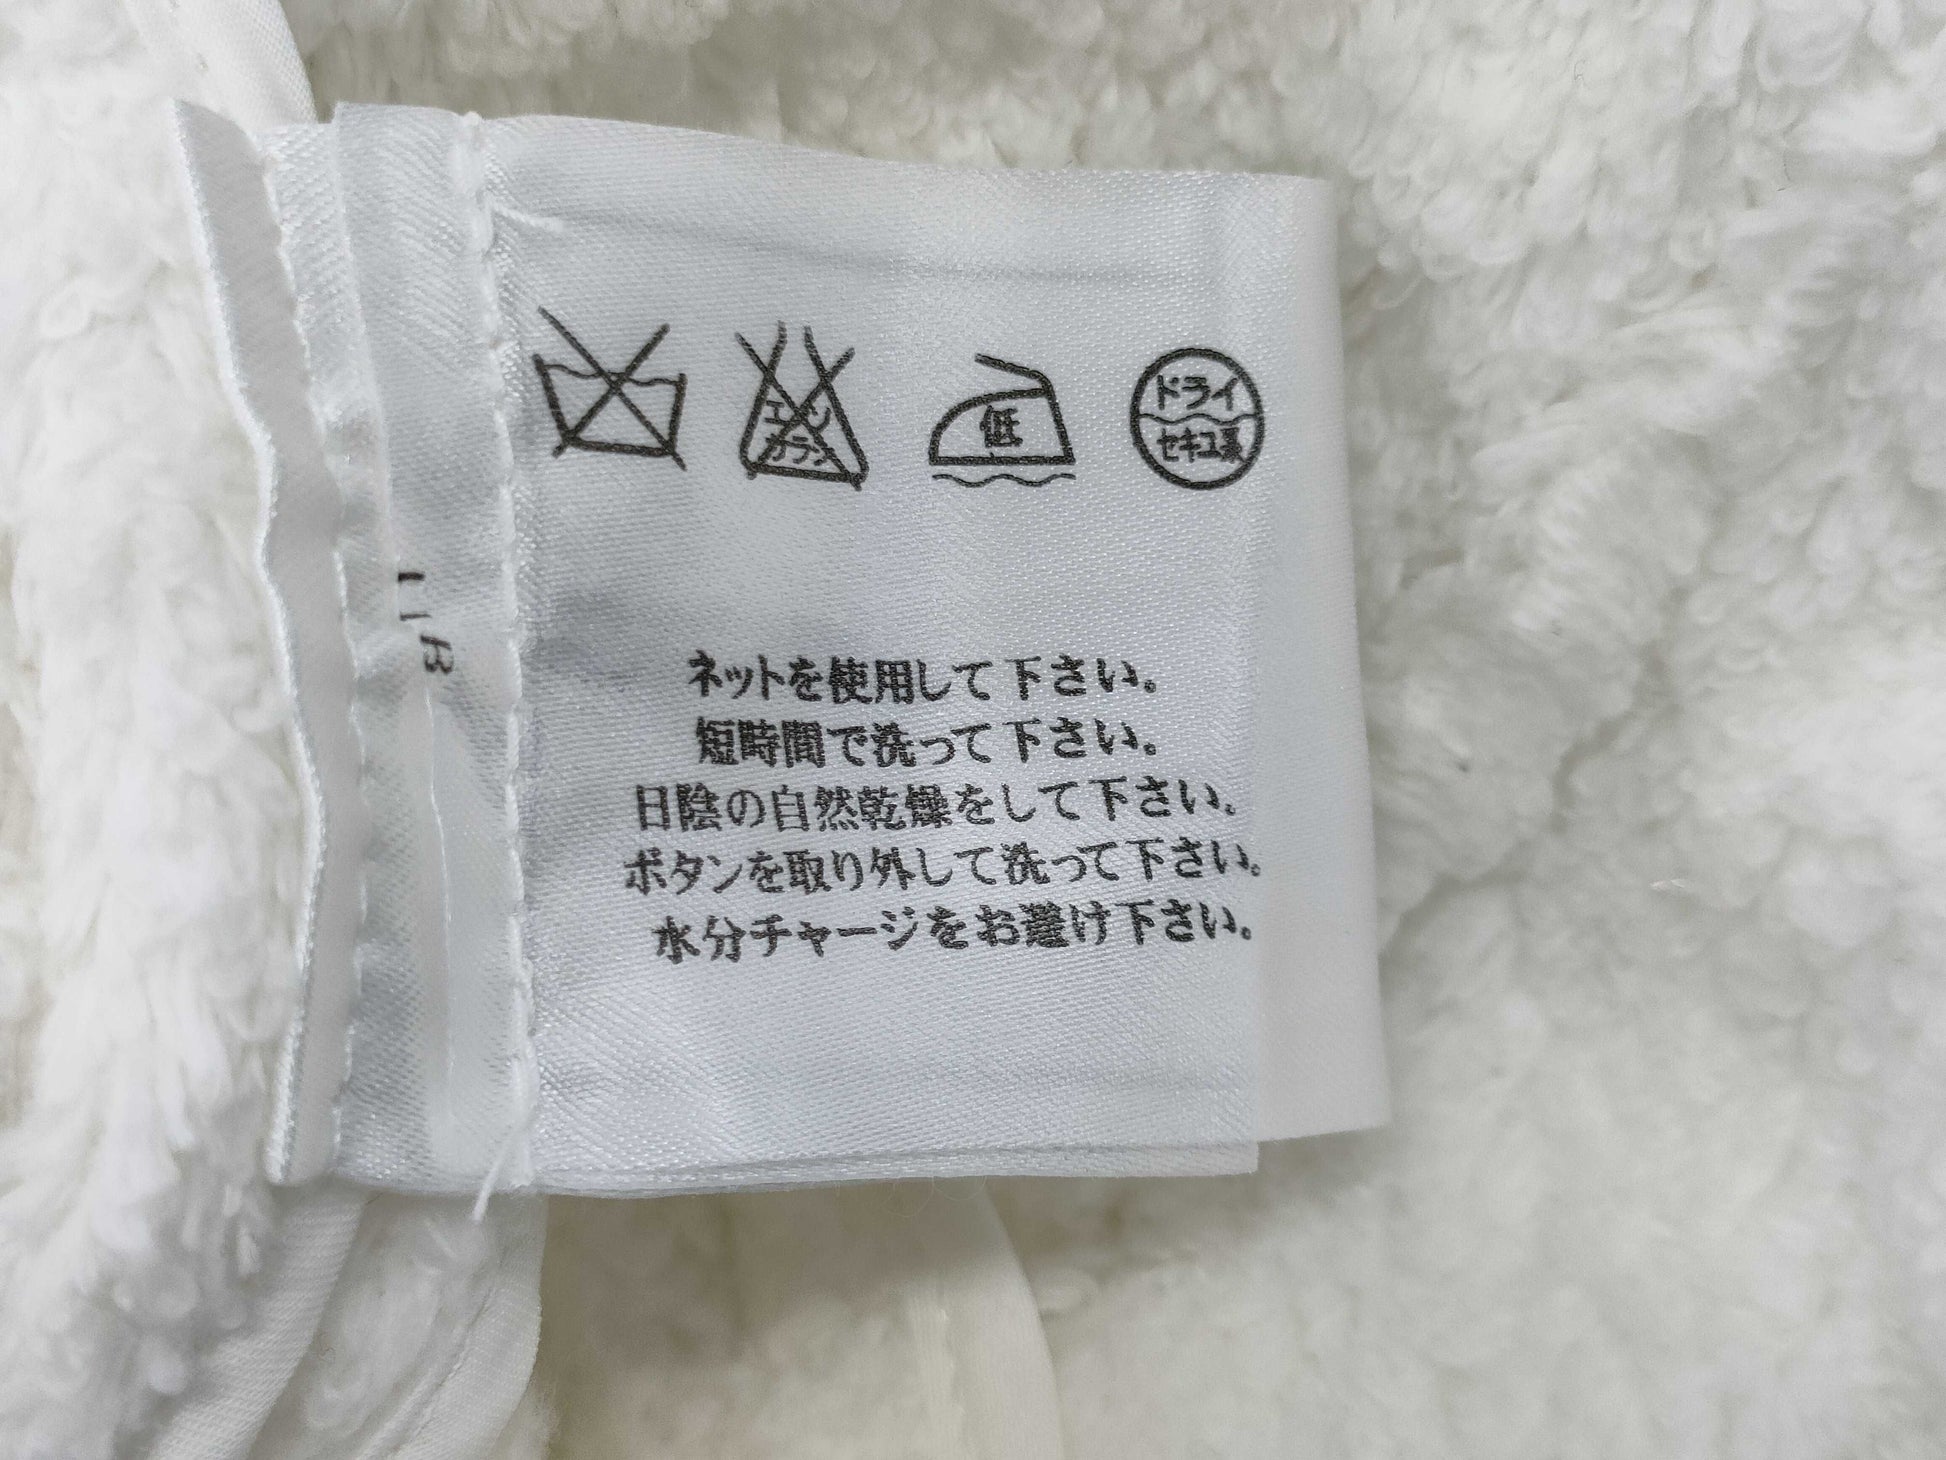 エンソ
カラン
低
ドライ
セキユ系
ネットを使用して下さい。
短時間で洗って下さい。
日陰の自然乾燥をして下さい。
ボタンを取り外して洗って下さい。
水分チャージをお避け下さい。